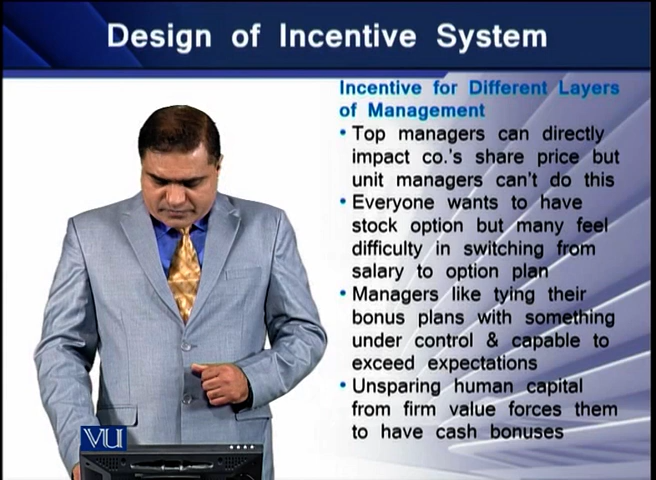 Design of Incentive System
Incentive for Different Layers
of Management
• Top managers can directly
impact co.'s share price but
unit managers can't do this
• Everyone wants to have
stock option but many feel
difficulty in switching from
salary to option plan
• Managers like tying their
bonus plans with something
under control & capable to
exceed expectations
• Unsparing human capital
from firm value forces them
to have cash bonuses
VU